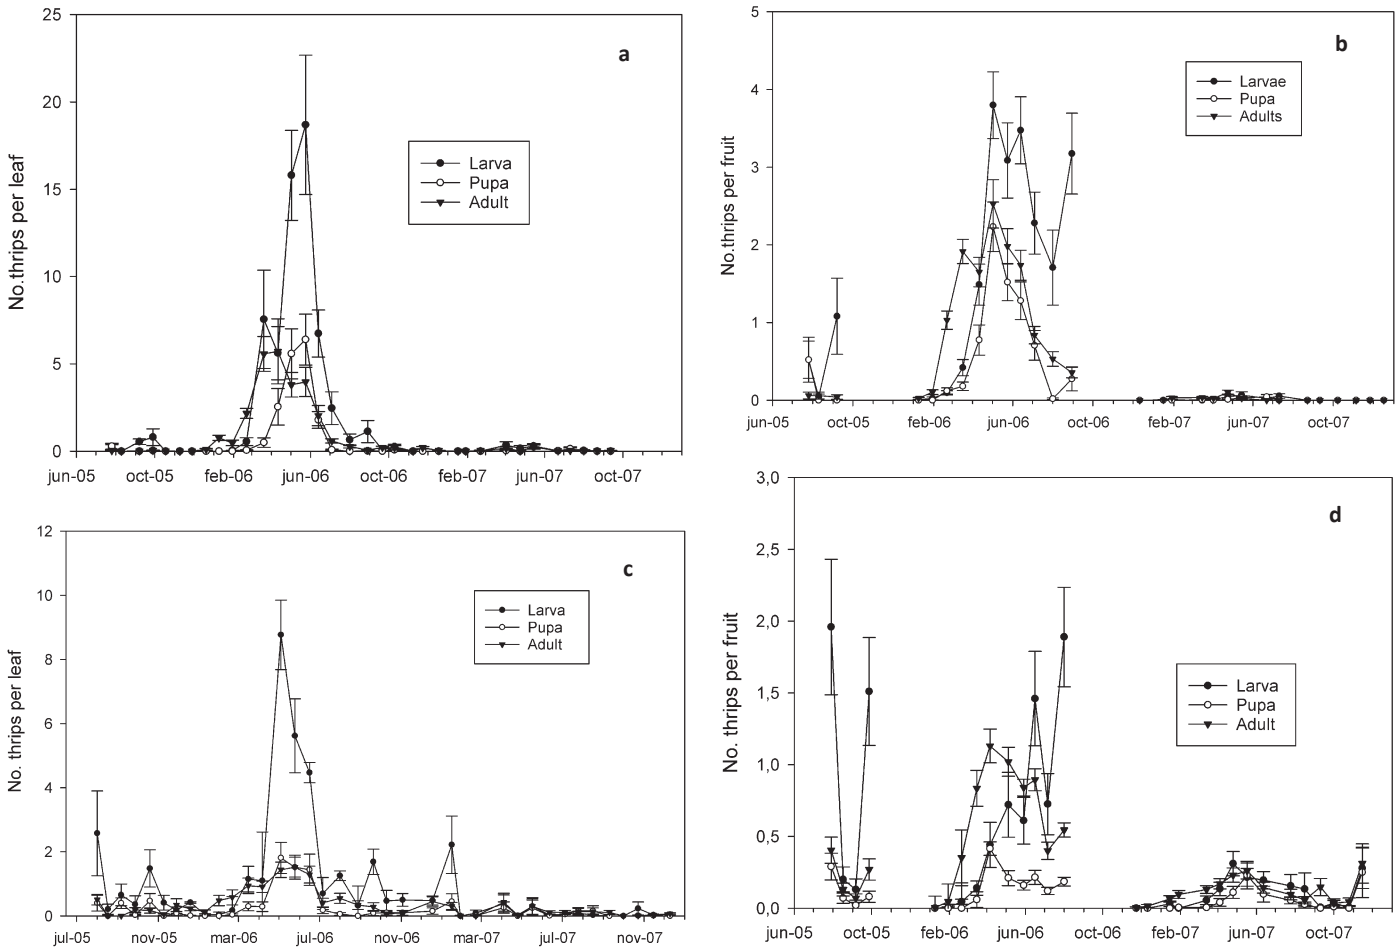 a
25
20
15
10
5
0
No.thrips per leaf
Larva
Pupa
Adult
jun-05 oct-05 feb-06 jun-06 oct-06 feb-07 jun-07 oct-07
b
5
4
3
2
1
0
No.thrips per fruit
Larvae
Pupa
Adults
jun-05 oct-05 feb-06 jun-06 oct-06 feb-07 jun-07 oct-07
c
12
10
8
6
4
2
0
No. thrips per leaf
Larva
Pupa
Adult
jul-05 nov-05 mar-06 jul-06 nov-06 mar-07 jul-07 nov-07
d
3,0
2,5
2,0
1,5
1,0
0,5
0,0
No. thrips per fruit
Larva
Pupa
Adult
jun-05 oct-05 feb-06 jun-06 oct-06 feb-07 jun-07 oct-07